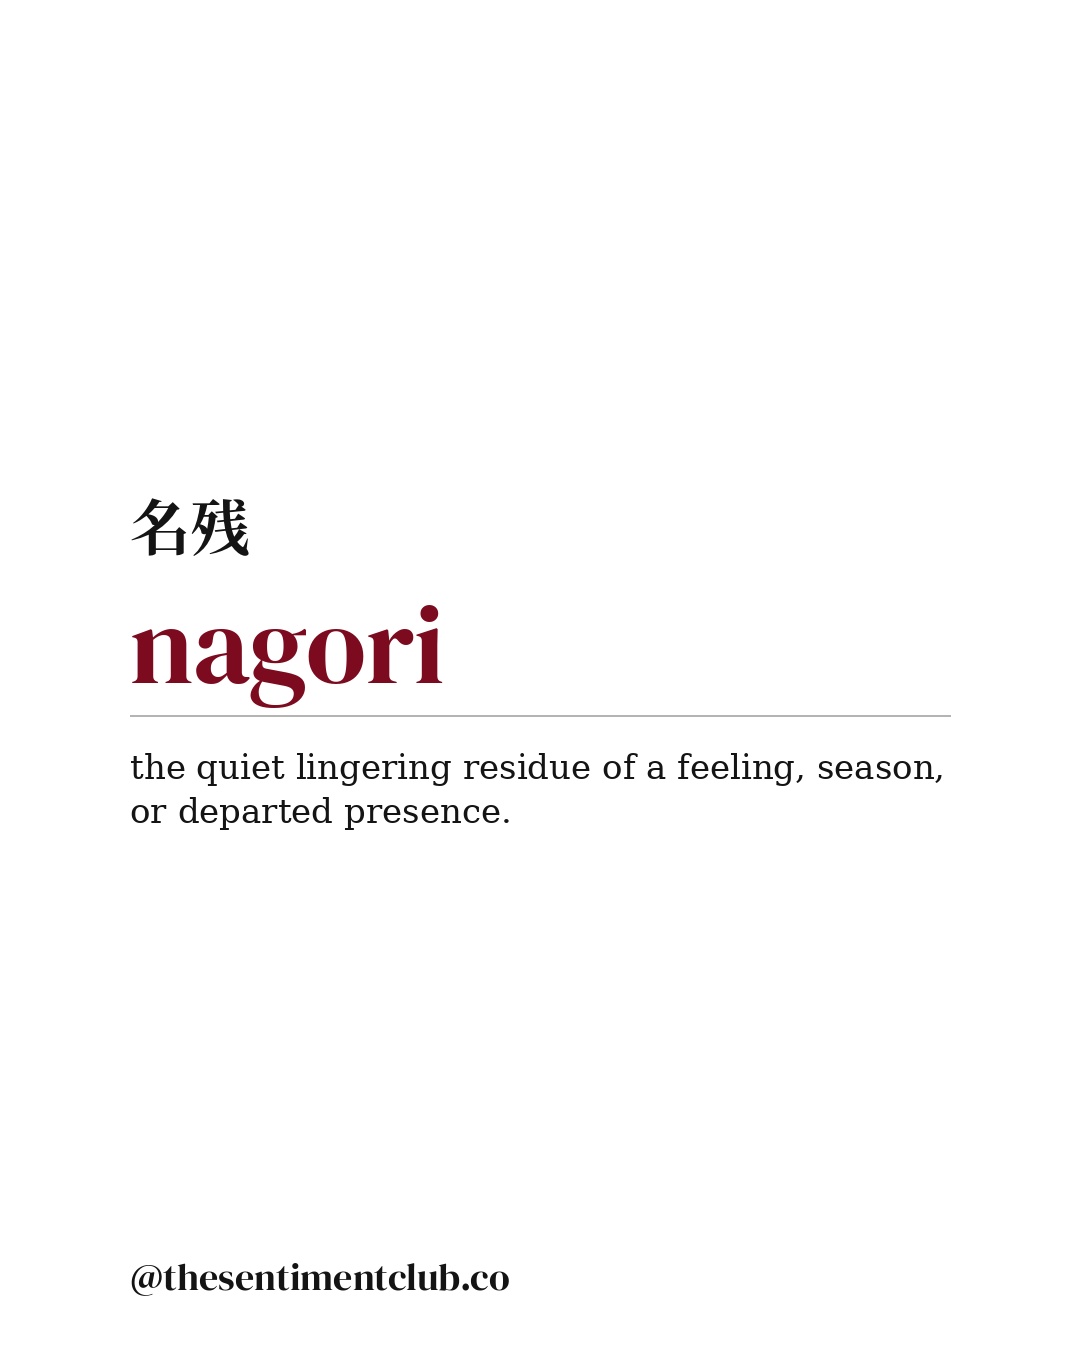 名残
nagori
the quiet lingering residue of a feeling, season,
or departed presence.
@thesentimentclub.co